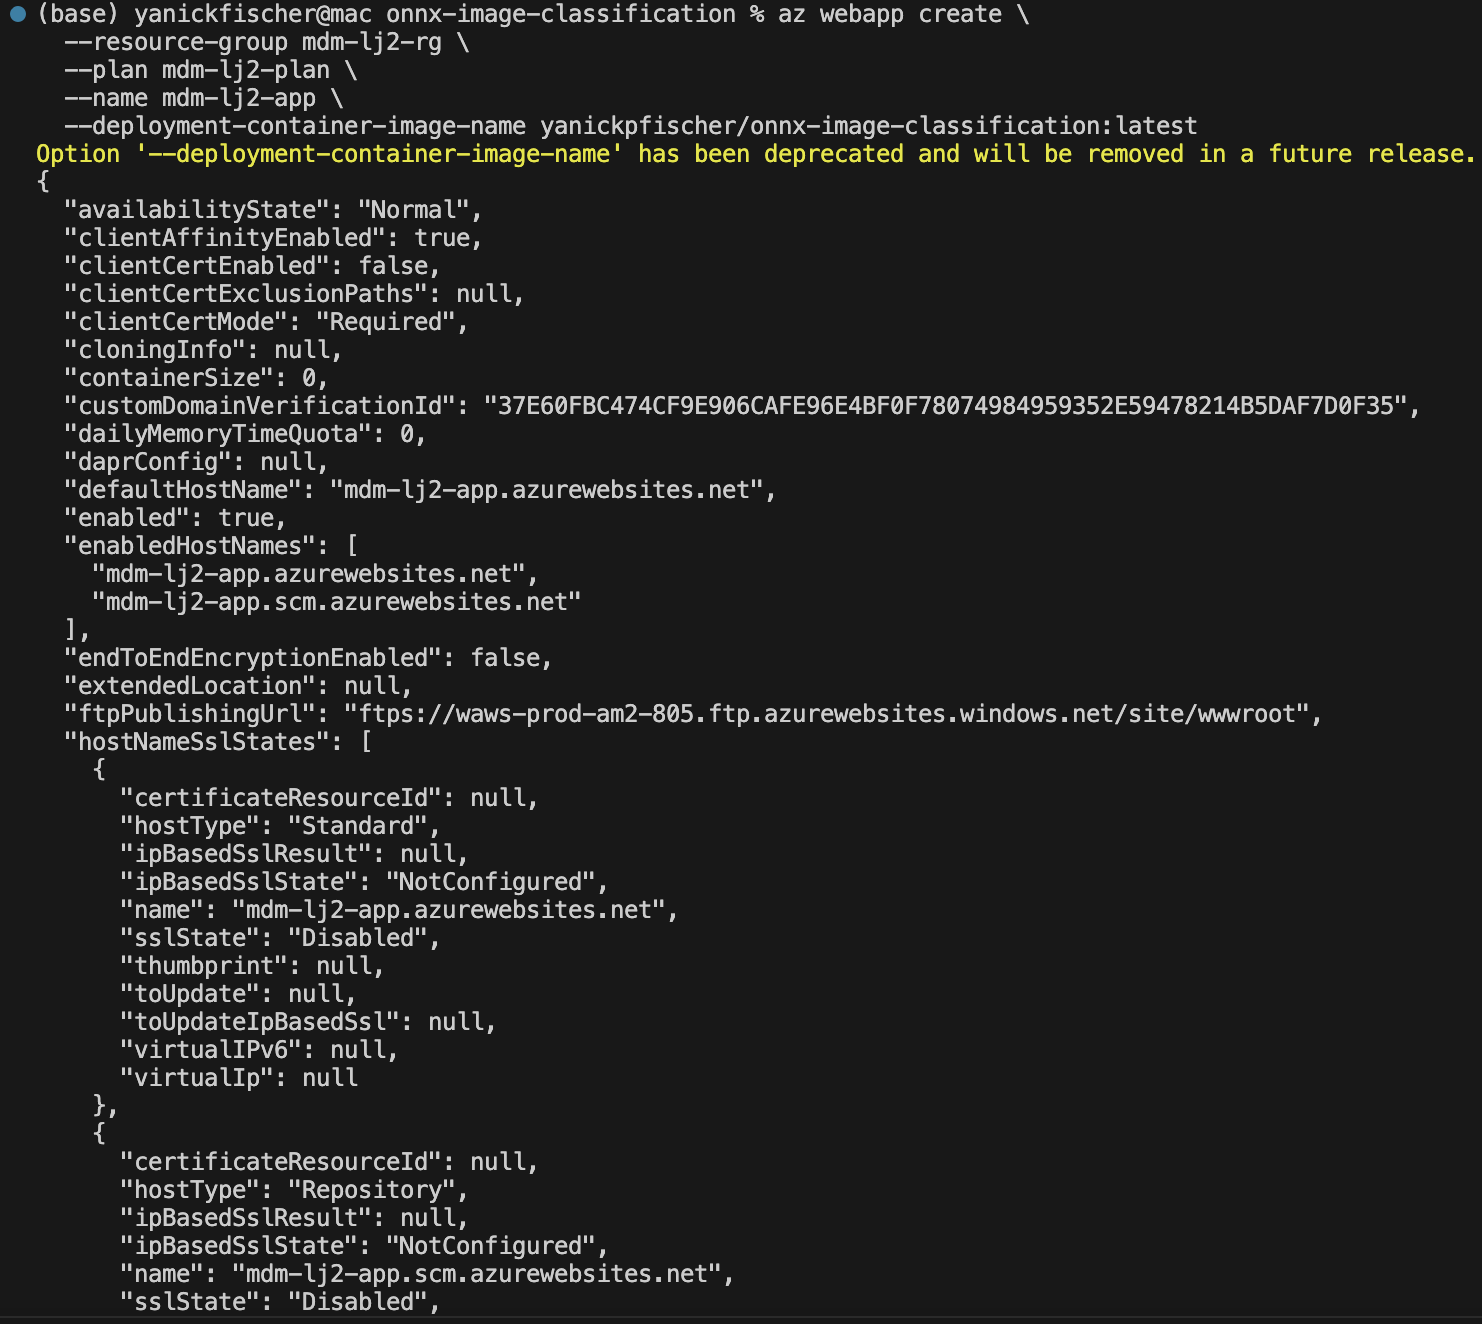 (base) yanickfischer@mac onnx-image-classification % az webapp create \
--resource-group mdm-lj2-rg \
--plan mdm-lj2-plan \
--name mdm-lj2-app \
--deployment-container-image-name yanickpfischer/onnx-image-classification:latest
Option '--deployment-container-image-name' has been deprecated and will be removed in a future release.
{
"availabilityState": "Normal",
"clientAffinityEnabled": true,
"clientCertEnabled": false,
"clientCertExclusionPaths": null,
"clientCertMode": "Required",
"cloningInfo": null,
"containerSize": 0,
"customDomainVerificationId": "37E60FBC474CF9E906CAFE96E4BF0F78074984959352E59478214B5DAF7D0F35",
"dailyMemoryTimeQuota": 0,
"daprConfig": null,
"defaultHostName": "mdm-lj2-app.azurewebsites.net",
"enabled": true,
"enabledHostNames": [
"mdm-lj2-app.azurewebsites.net",
"mdm-lj2-app.scm.azurewebsites.net"
],
"endToEndEncryptionEnabled": false,
"extendedLocation": null,
"ftpPublishingUrl": "ftps://waws-prod-am2-805.ftp.azurewebsites.windows.net/site/wwwroot",
"hostNameSslStates": [
{
"certificateResourceId": null,
"hostType": "Standard",
"ipBasedSslResult": null,
"ipBasedSslState": "NotConfigured",
"name": "mdm-lj2-app.azurewebsites.net",
"sslState": "Disabled",
"thumbprint": null,
"toUpdate": null,
"toUpdateIpBasedSsl": null,
"virtualIPv6": null,
"virtualIp": null
},
{
"certificateResourceId": null,
"hostType": "Repository",
"ipBasedSslResult": null,
"ipBasedSslState": "NotConfigured",
"name": "mdm-lj2-app.scm.azurewebsites.net",
"sslState": "Disabled",